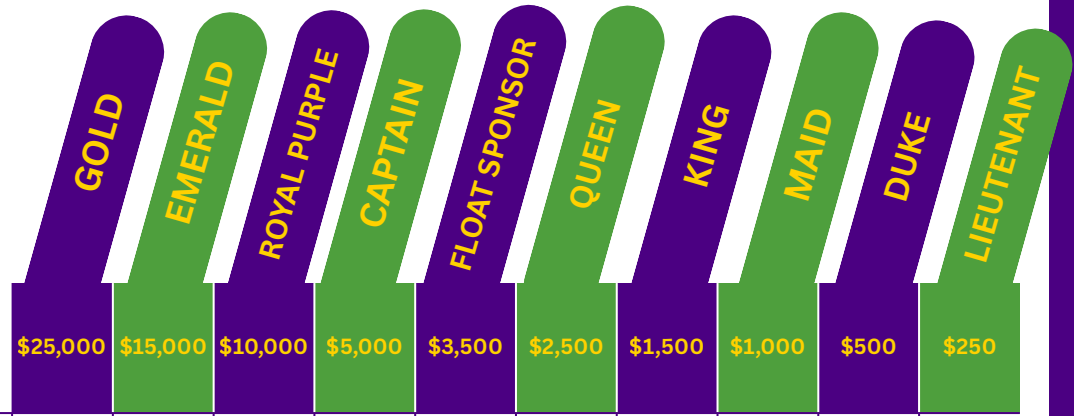 GOLD
EMERALD
ROYAL PURPLE
CAPTAIN
FLOAT SPONSOR
QUEEN
KING
MAID
DUKE
LIEUTENANT
$25,000
$15,000
$10,000
$5,000
$3,500
$2,500
$1,500
$1,000
$500
$250